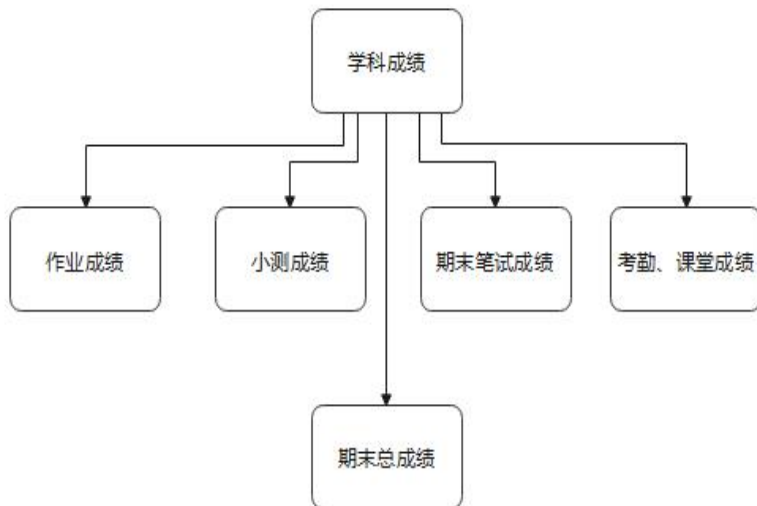 学科成绩
作业成绩
小测成绩
期末笔试成绩
考勤、课堂成绩
期末总成绩